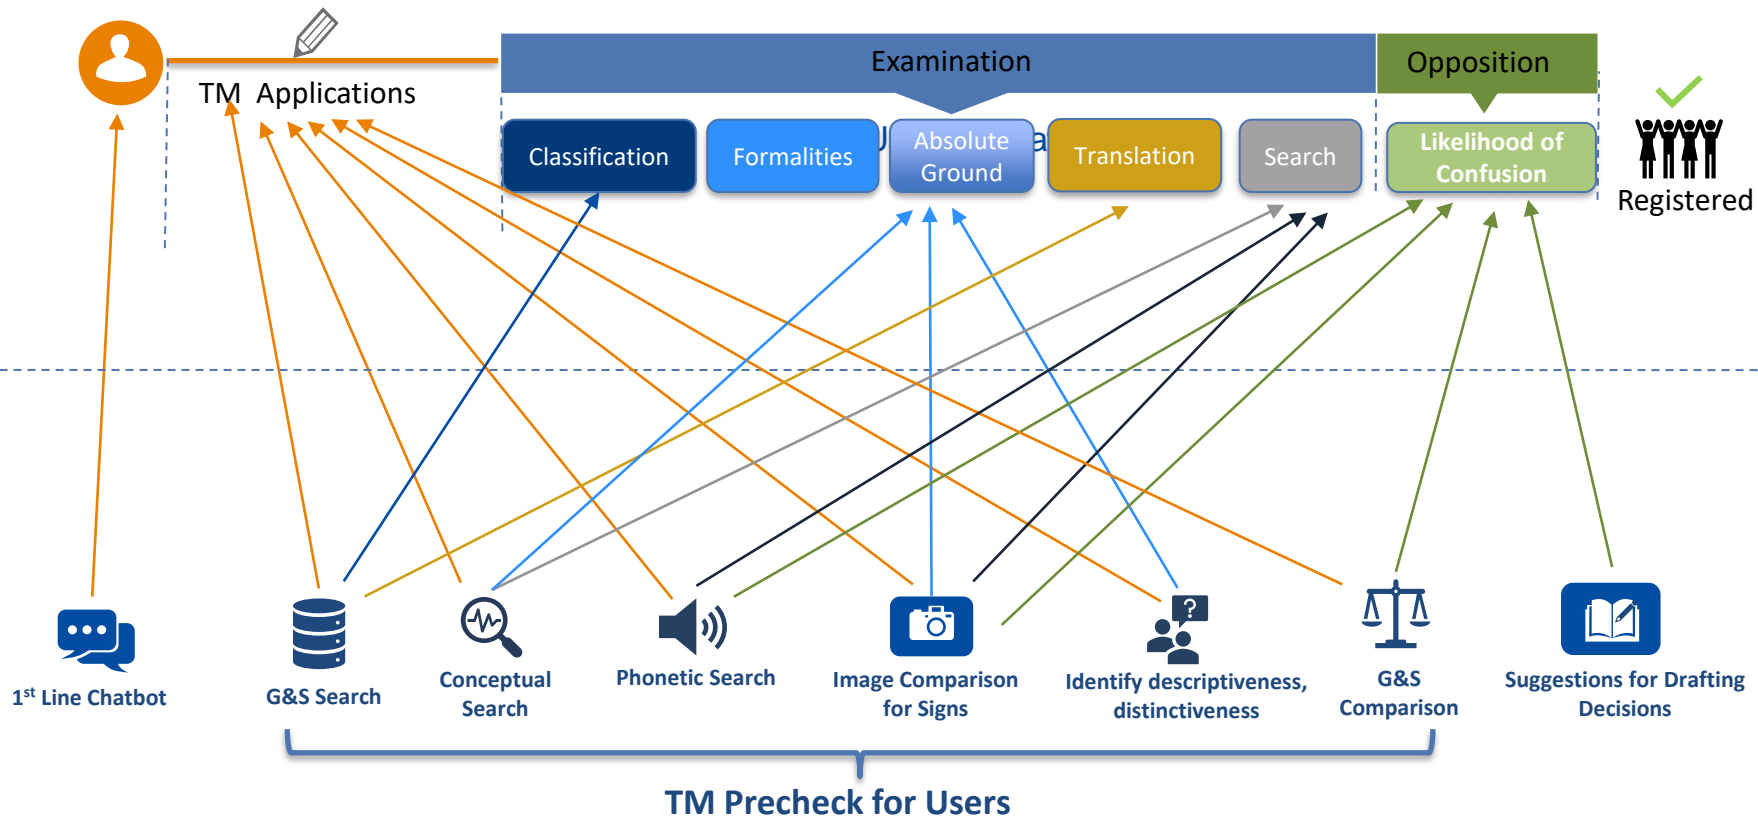 Examination
Opposition
TM Applications
Classification
Formalities
Absolute
Ground
Translation
Search
Likelihood of
Confusion
Registered
1st Line Chatbot
G&S Search
Conceptual
Search
Phonetic Search
Image Comparison
for Signs
Identify descriptiveness,
distinctiveness
G&S
Comparison
Suggestions for Drafting
Decisions
TM Precheck for Users